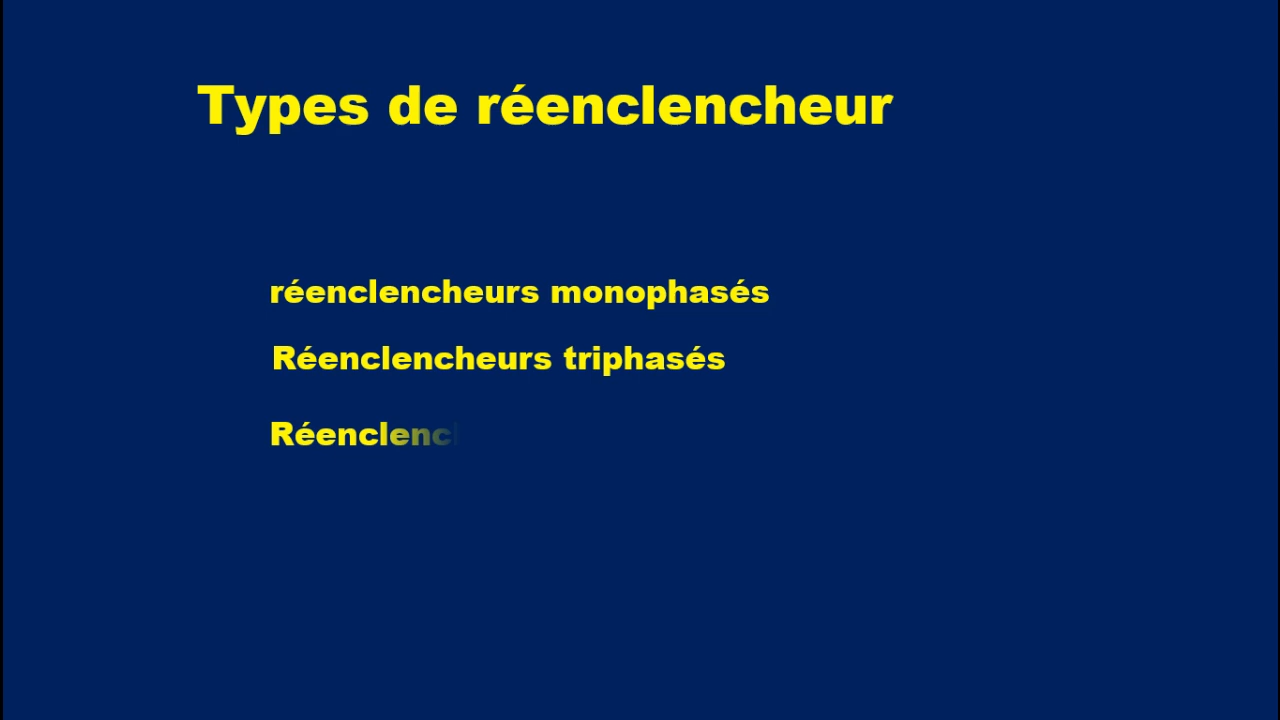 Types de réenclencheur
réenclencheurs monophasés
Réenclencheurs triphasés